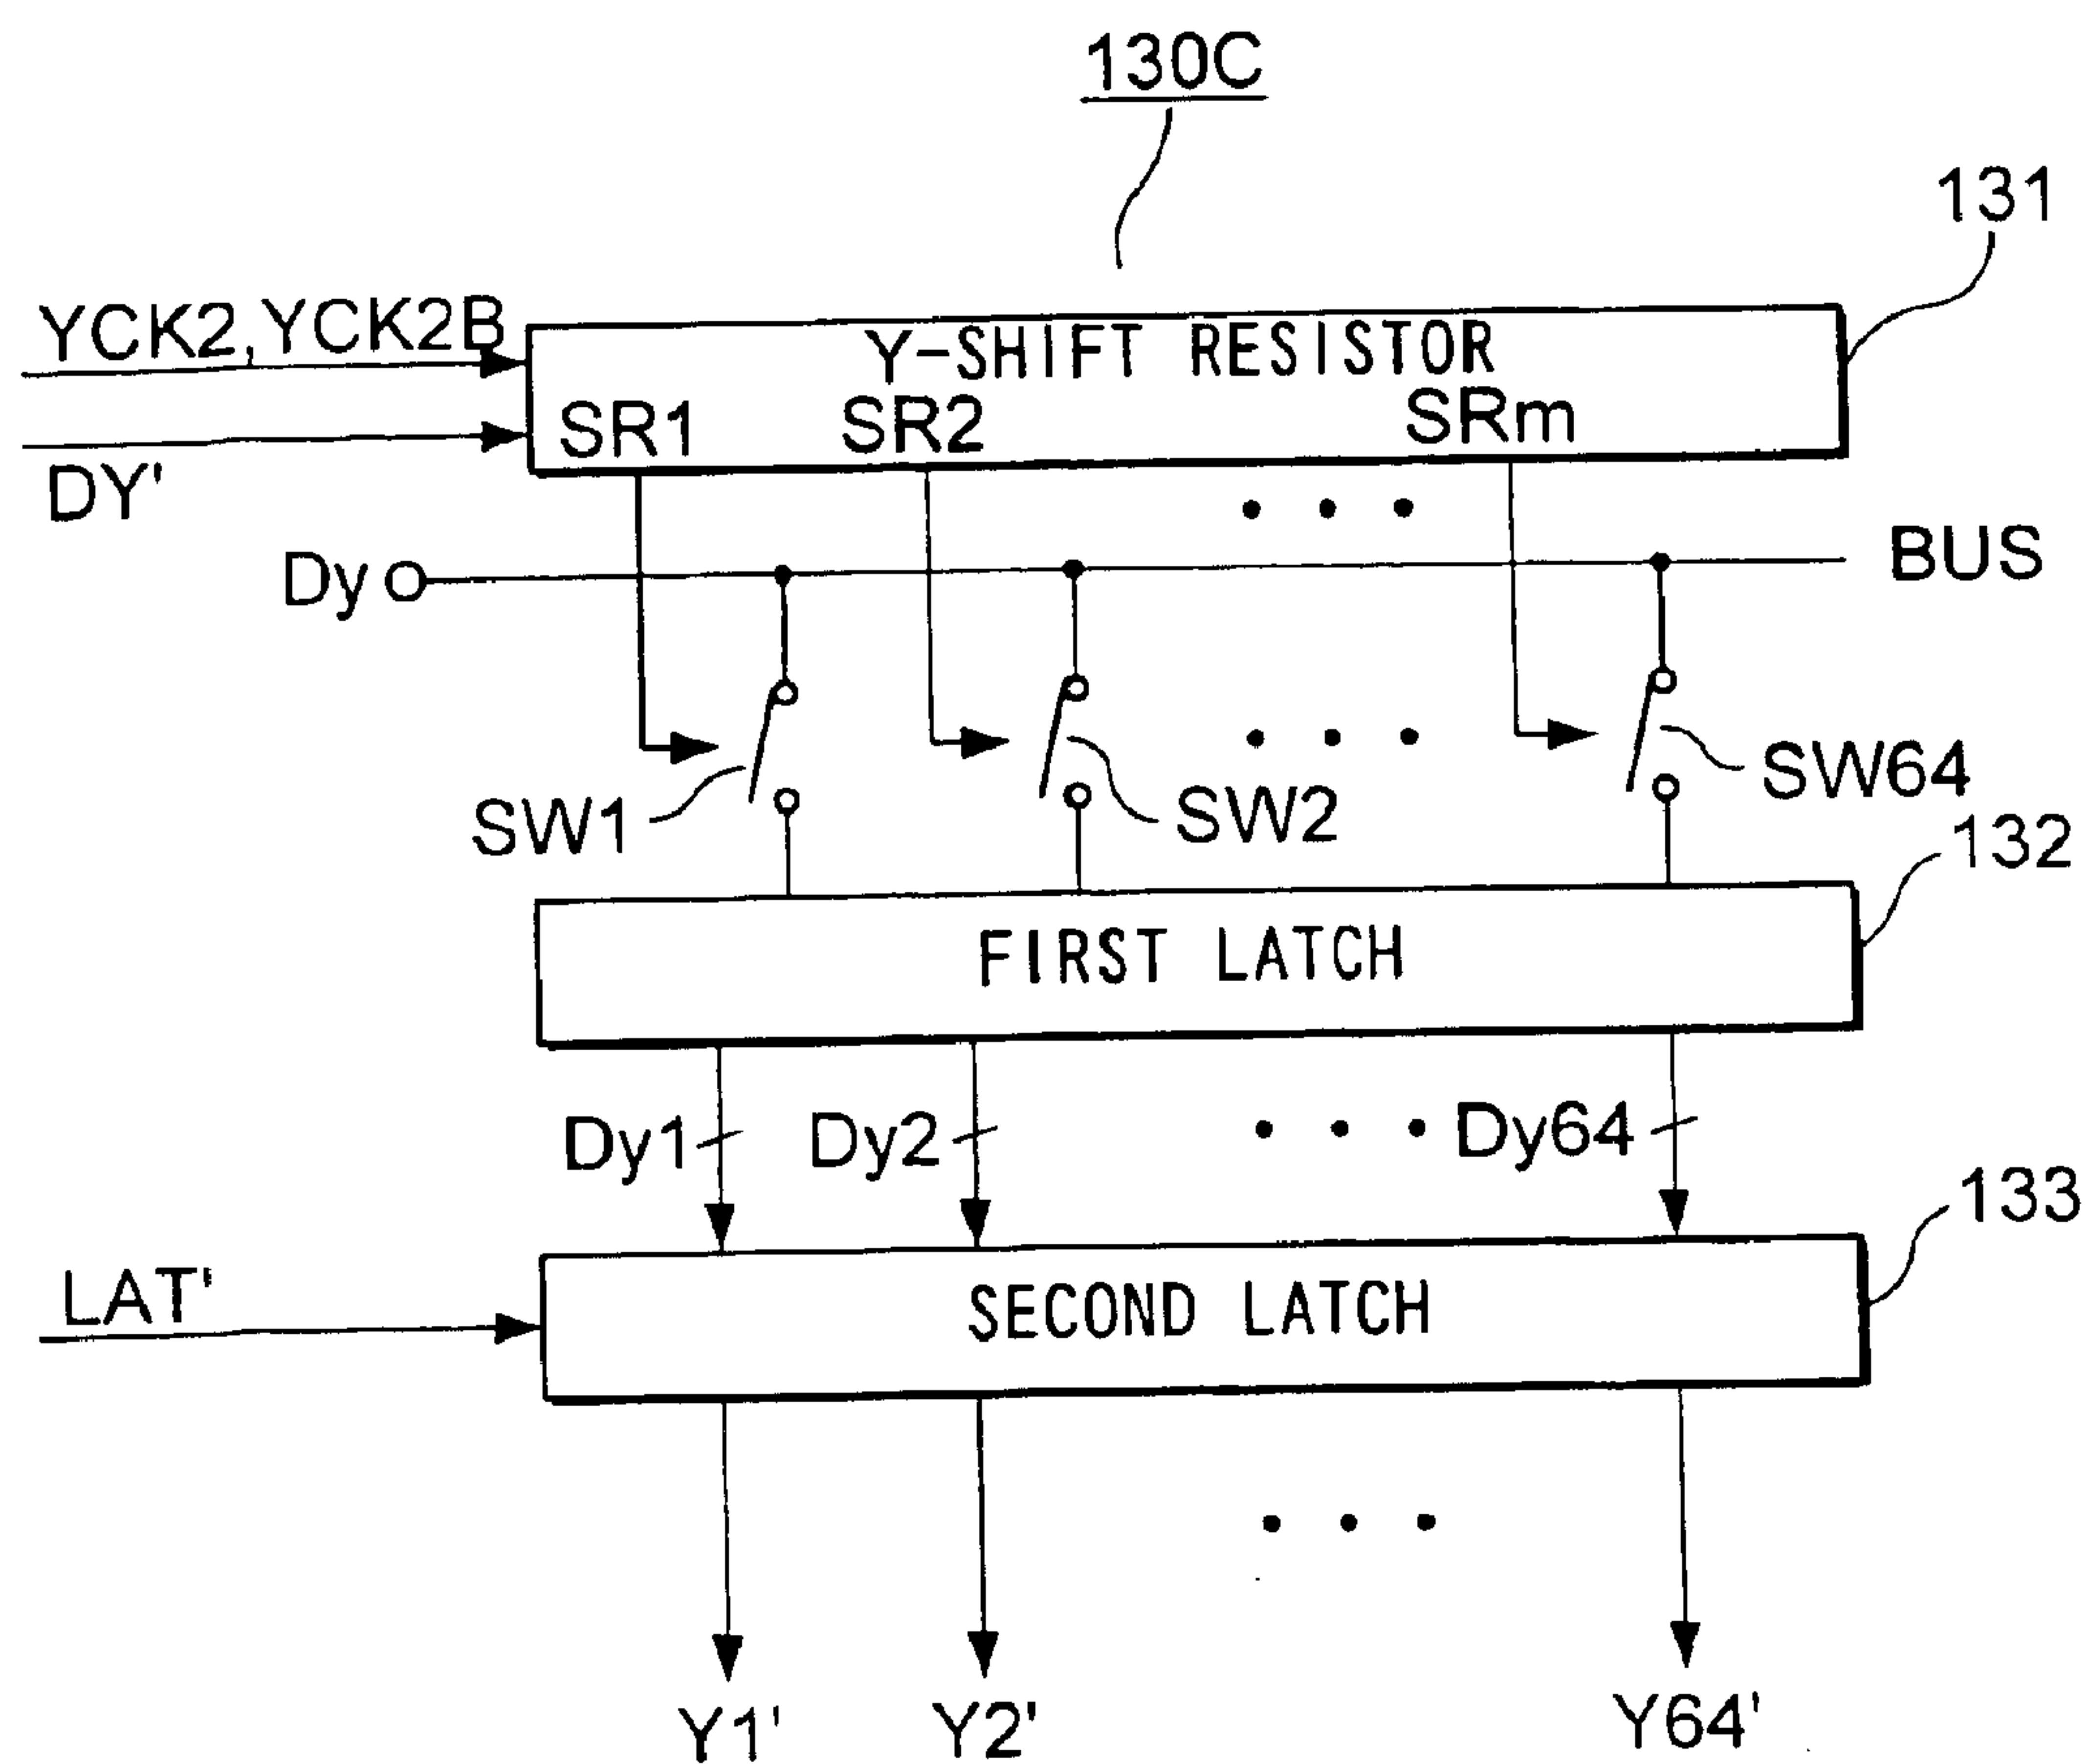 130C
131
YCK2,YCK2B
Y-SHIFT RESISTOR
SR1 SR2 SRm
DY'
Dy BUS
SW1 SW2 SW64
132
FIRST LATCH
Dy1 Dy2 Dy64
133
LAT'
SECOND LATCH
Y1' Y2' Y64'